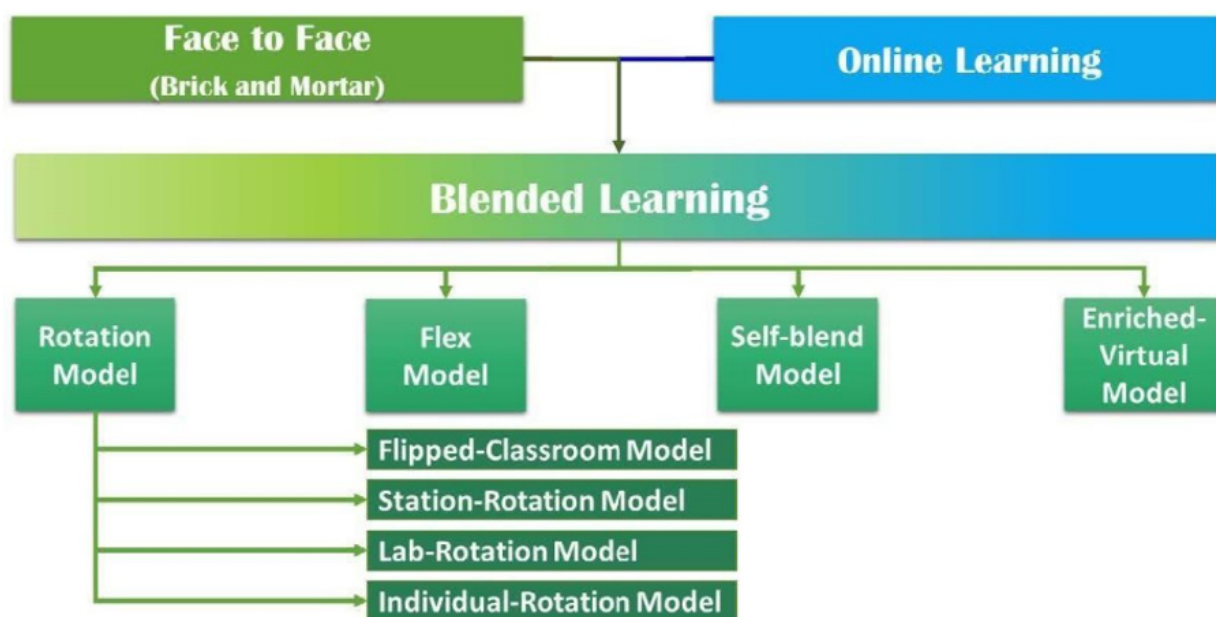 Face to Face
(Brick and Mortar)
Online Learning
Blended Learning
Rotation
Model
Flex
Model
Self-blend
Model
Enriched-
Virtual
Model
Flipped-Classroom Model
Station-Rotation Model
Lab-Rotation Model
Individual-Rotation Model